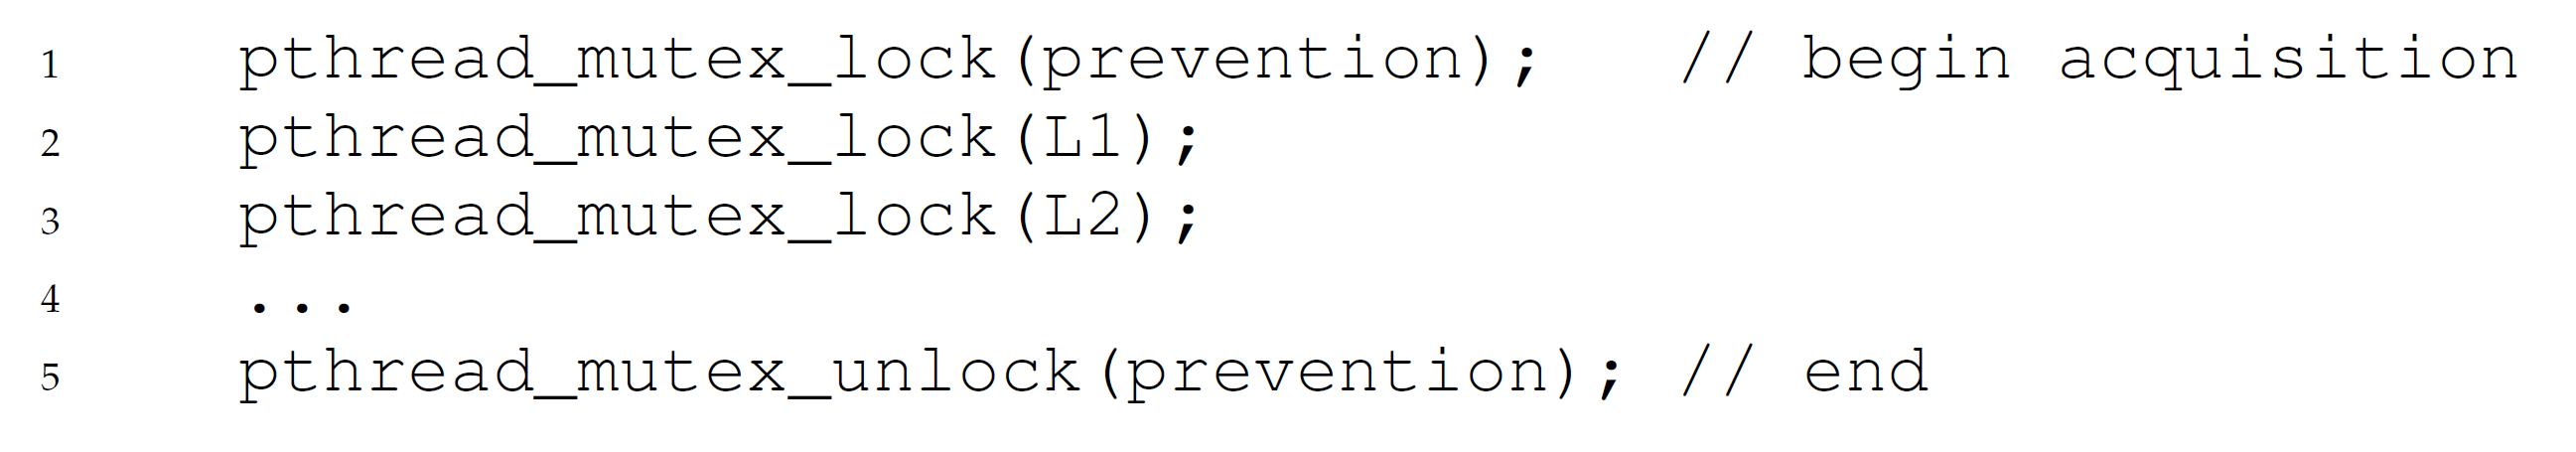 1 pthread_mutex_lock(prevention); // begin acquisition
2 pthread_mutex_lock(L1);
3 pthread_mutex_lock(L2);
4 ...
5 pthread_mutex_unlock(prevention); // end